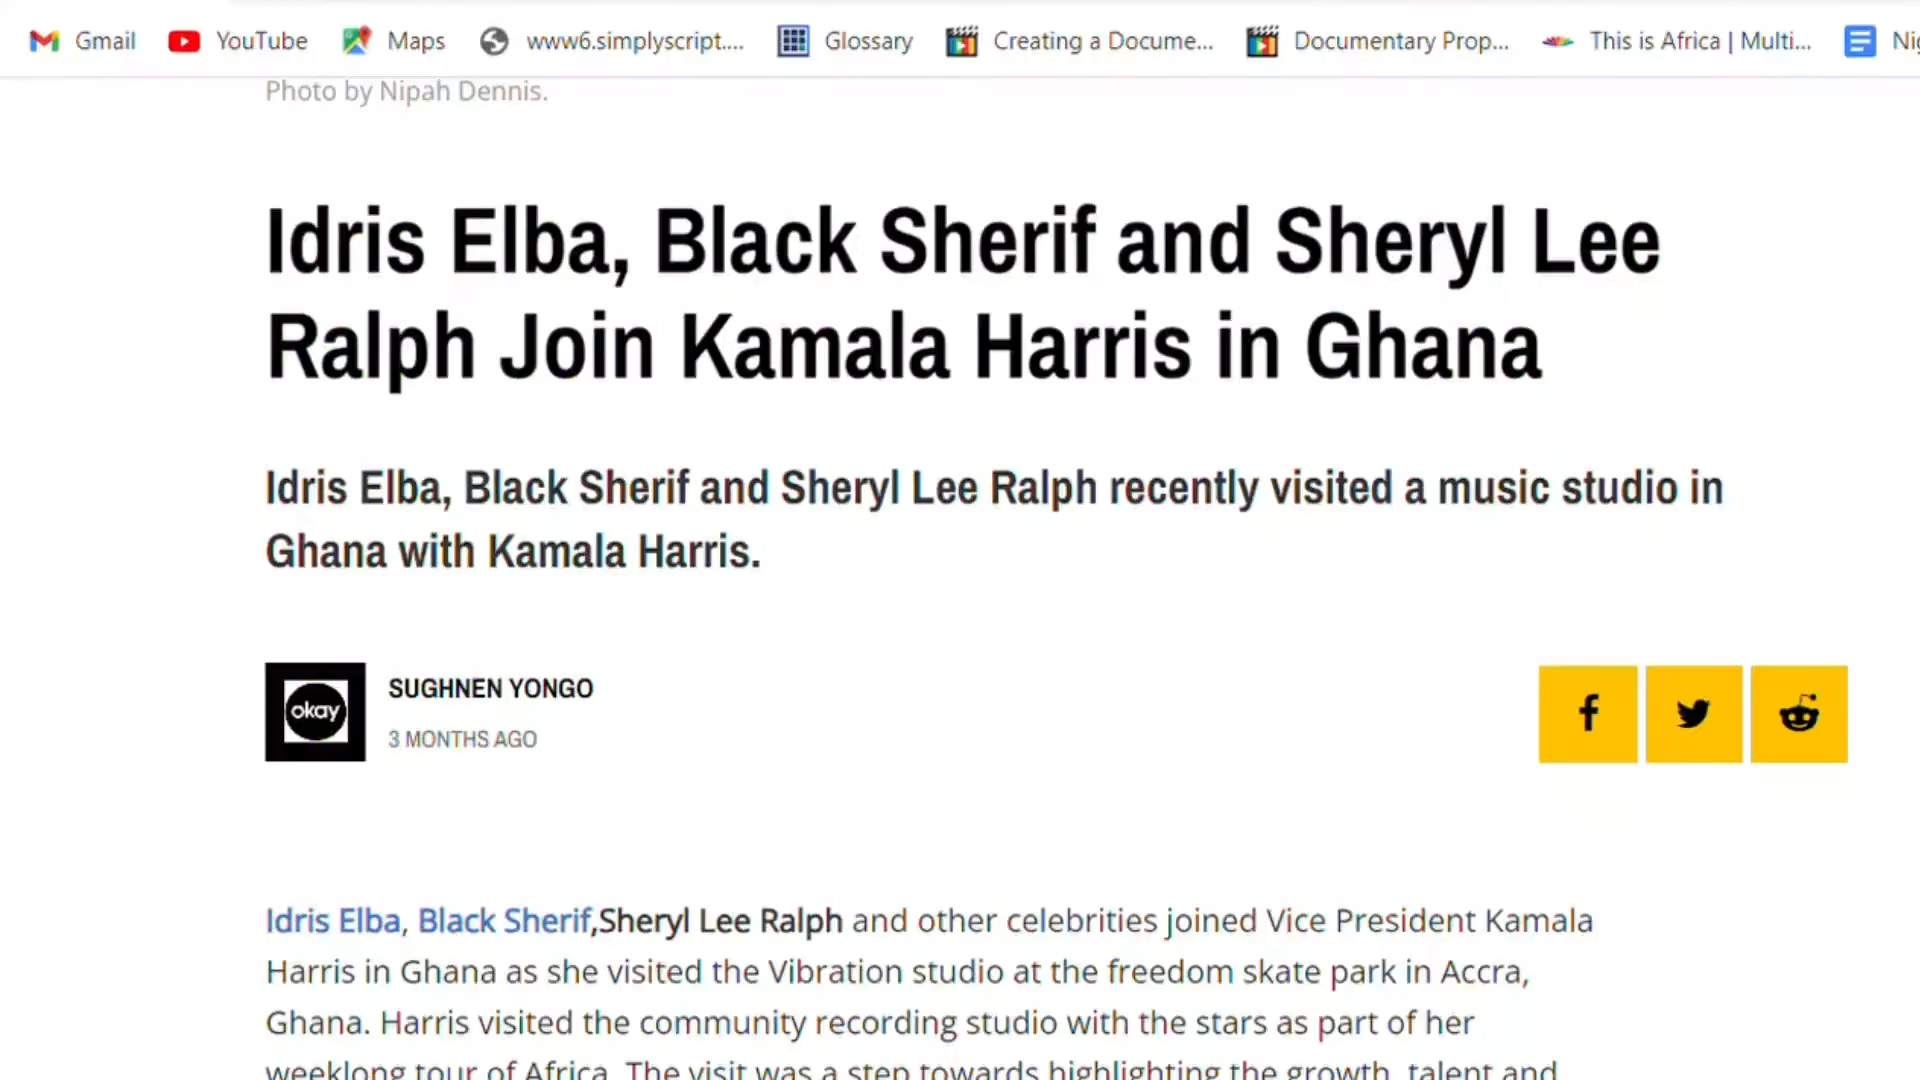 Gmail YouTube Maps www6.simplyscript.... Glossary Creating a Docume... Documentary Prop... This is Africa | Multi... Nig
Photo by Nipah Dennis.
Idris Elba, Black Sherif and Sheryl Lee
Ralph Join Kamala Harris in Ghana
Idris Elba, Black Sherif and Sheryl Lee Ralph recently visited a music studio in
Ghana with Kamala Harris.
okay
SUGHNEN YONGO
3 MONTHS AGO
Idris Elba, Black Sherif,Sheryl Lee Ralph and other celebrities joined Vice President Kamala
Harris in Ghana as she visited the Vibration studio at the freedom skate park in Accra,
Ghana. Harris visited the community recording studio with the stars as part of her
weeklong tour of Africa. The visit was a step towards highlighting the growth, talent and